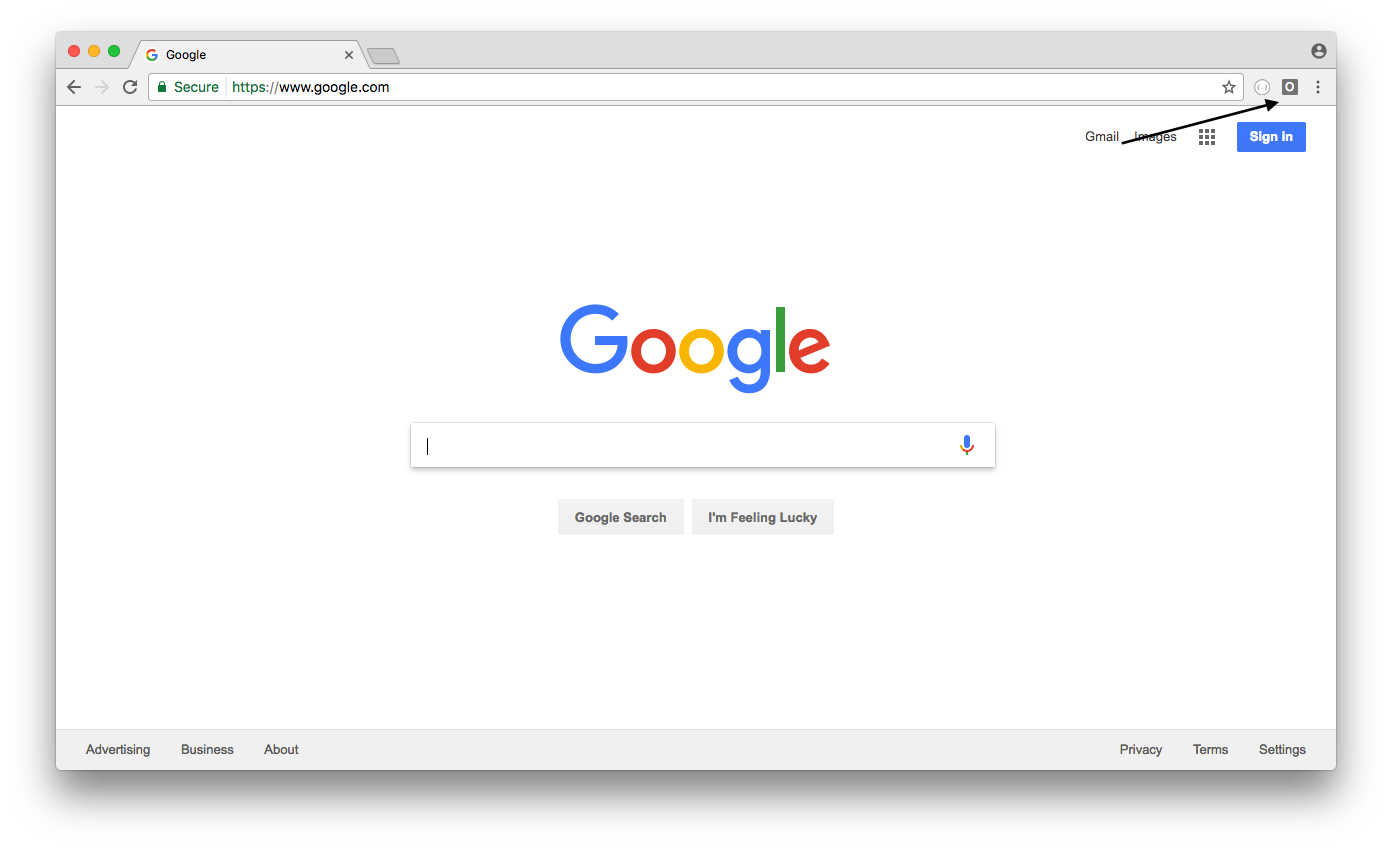 Google
Secure https://www.google.com
O
Gmail Images Sign in
Google
Google Search I'm Feeling Lucky
Advertising Business About Privacy Terms Settings